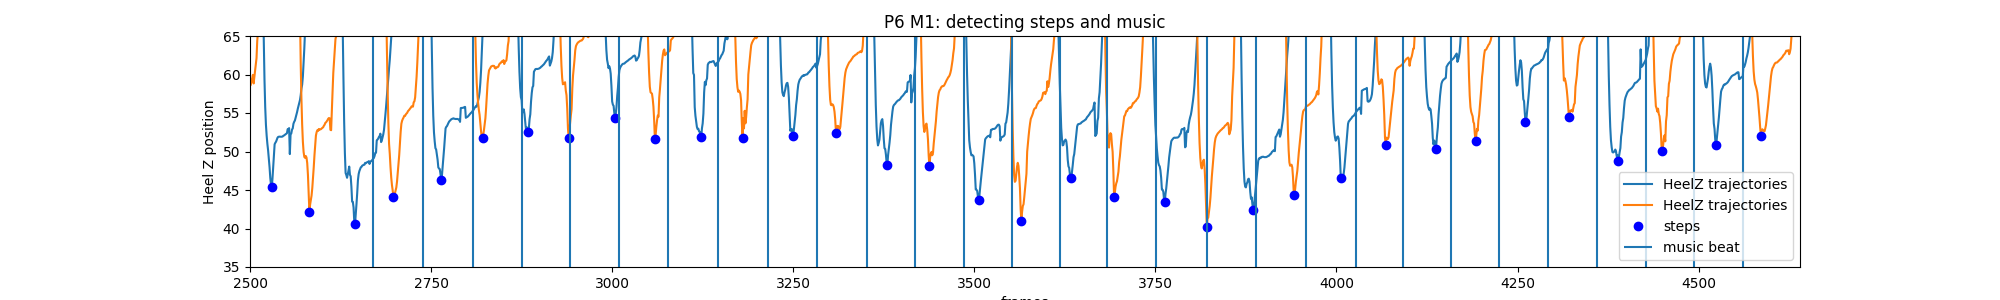 P6 M1: detecting steps and music
Heel Z position
65
60
55
50
45
40
35
2500
2750
3000
3250
3500
3750
4000
4250
4500
frames
HeelZ trajectories
HeelZ trajectories
steps
music beat